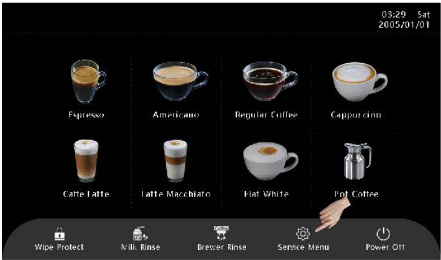 03:29 Sat
2005/01/01
Espresso Americano Regular Coffee Cappuccino
Caffe Latte Latte Macchiato Flat White Pot Coffee
Wipe Protect Milk Rinse Brewer Rinse Service Menu Power Off